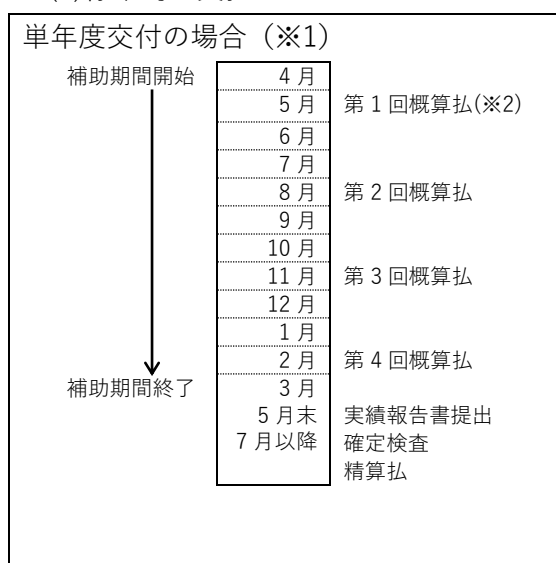 単年度交付の場合(※1)
補助期間開始 4月
5月 第1回概算払(※2)
6月
7月
8月 第2回概算払
9月
10月
11月 第3回概算払
12月
1月
2月 第4回概算払
補助期間終了 3月
5月末 実績報告書提出
7月以降 確定検査
精算払